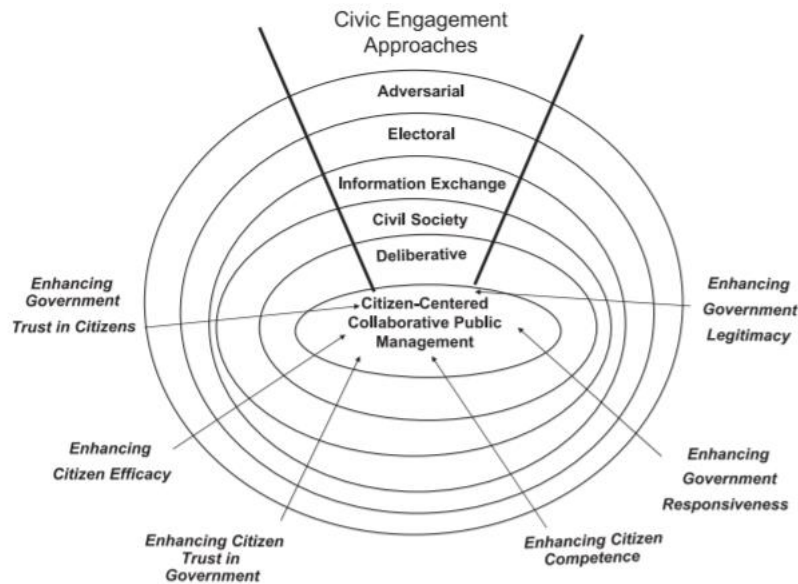 Civic Engagement
Approaches
Adversarial
Electoral
Information Exchange
Civil Society
Deliberative
Citizen-Centered
Collaborative Public
Management
Enhancing
Government
Trust in Citizens
Enhancing
Government
Legitimacy
Enhancing
Citizen Efficacy
Enhancing
Government
Responsiveness
Enhancing Citizen
Trust in
Government
Enhancing Citizen
Competence